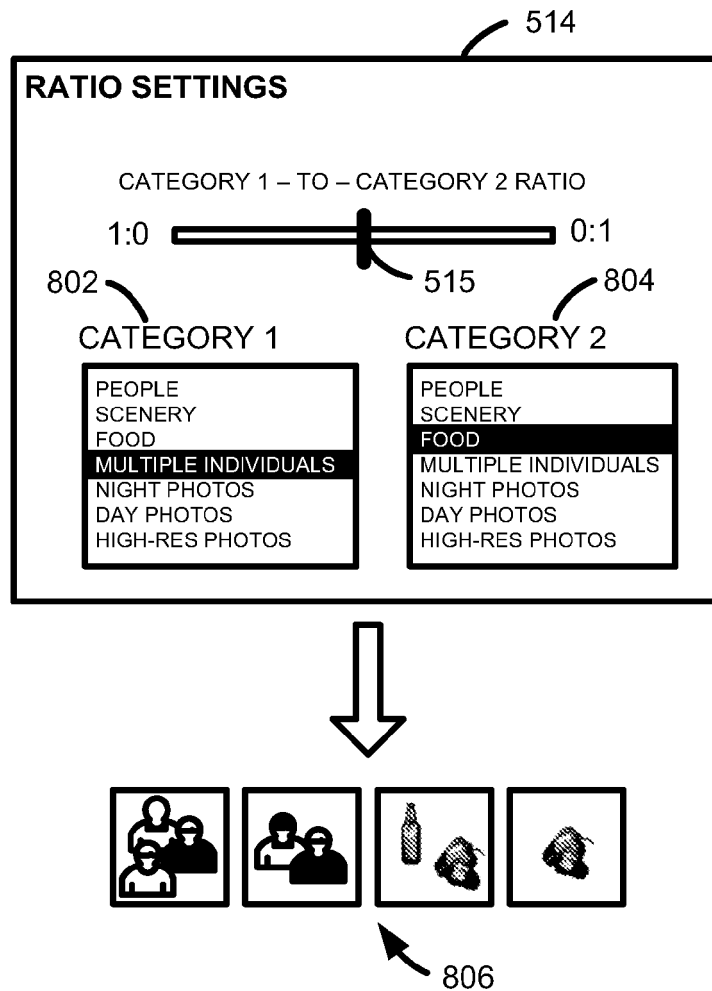 514
RATIO SETTINGS
CATEGORY 1 – TO – CATEGORY 2 RATIO
1:0
0:1
802
515
804
CATEGORY 1
CATEGORY 2
PEOPLE
SCENERY
FOOD
MULTIPLE INDIVIDUALS
NIGHT PHOTOS
DAY PHOTOS
HIGH-RES PHOTOS
PEOPLE
SCENERY
FOOD
MULTIPLE INDIVIDUALS
NIGHT PHOTOS
DAY PHOTOS
HIGH-RES PHOTOS
806